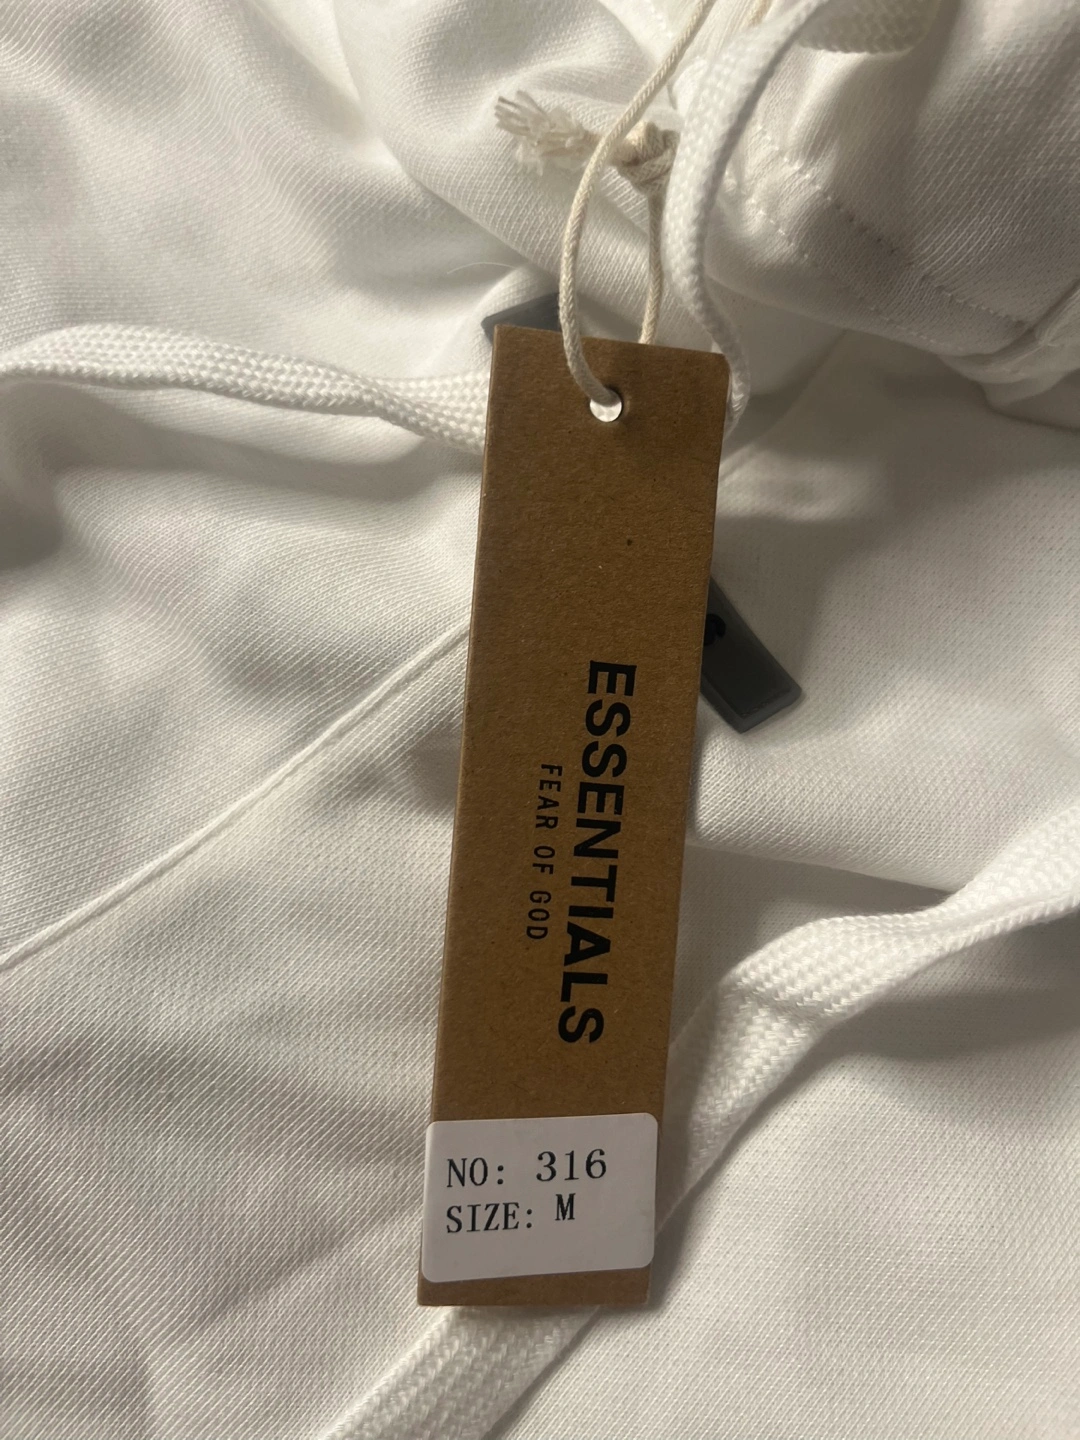 ESSENTIALS
FEAR OF GOD
NO: 316
SIZE: M